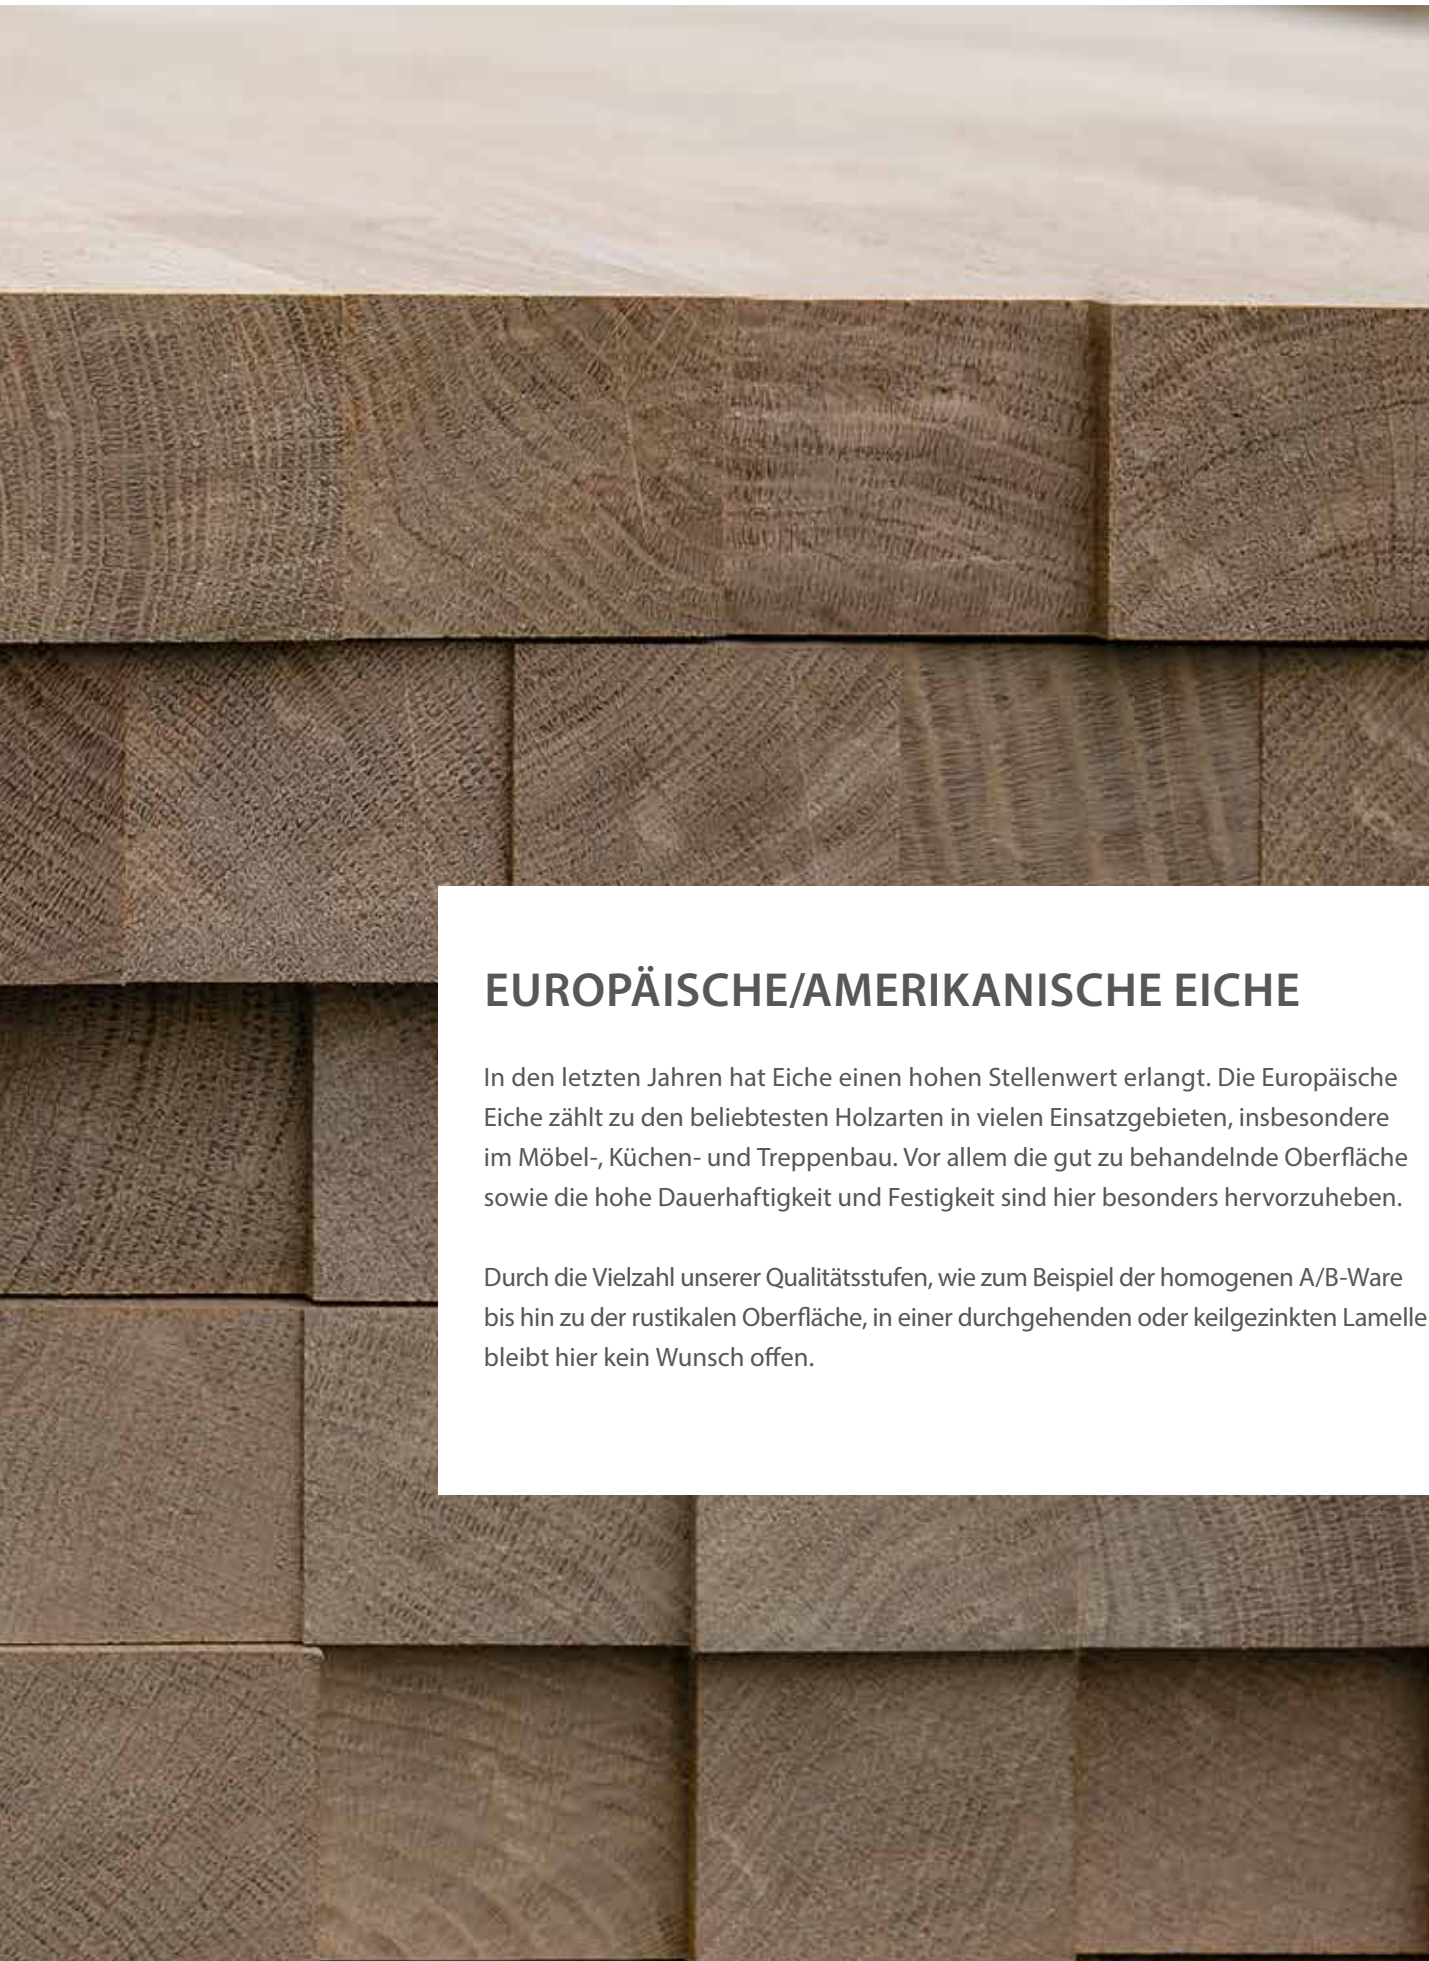 EUROPÄISCHE/AMERIKANISCHE EICHE
In den letzten Jahren hat Eiche einen hohen Stellenwert erlangt. Die Europäische
Eiche zählt zu den beliebtesten Holzarten in vielen Einsatzgebieten, insbesondere
im Möbel-, Küchen- und Treppenbau. Vor allem die gut zu behandelnde Oberfläche
sowie die hohe Dauerhaftigkeit und Festigkeit sind hier besonders hervorzuheben.
Durch die Vielzahl unserer Qualitätsstufen, wie zum Beispiel der homogenen A/B-Ware
bis hin zu der rustikalen Oberfläche, in einer durchgehenden oder keilgezinkten Lamelle
bleibt hier kein Wunsch offen.